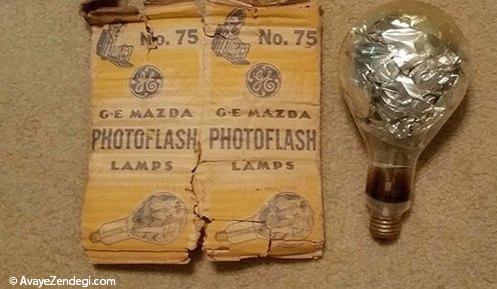 No. 75
GE
G-E MAZDA
PHOTOFLASH
LAMPS
No. 75
GE
G-E MAZDA
PHOTOFLASH
LAMPS
© AvayeZendegi.com